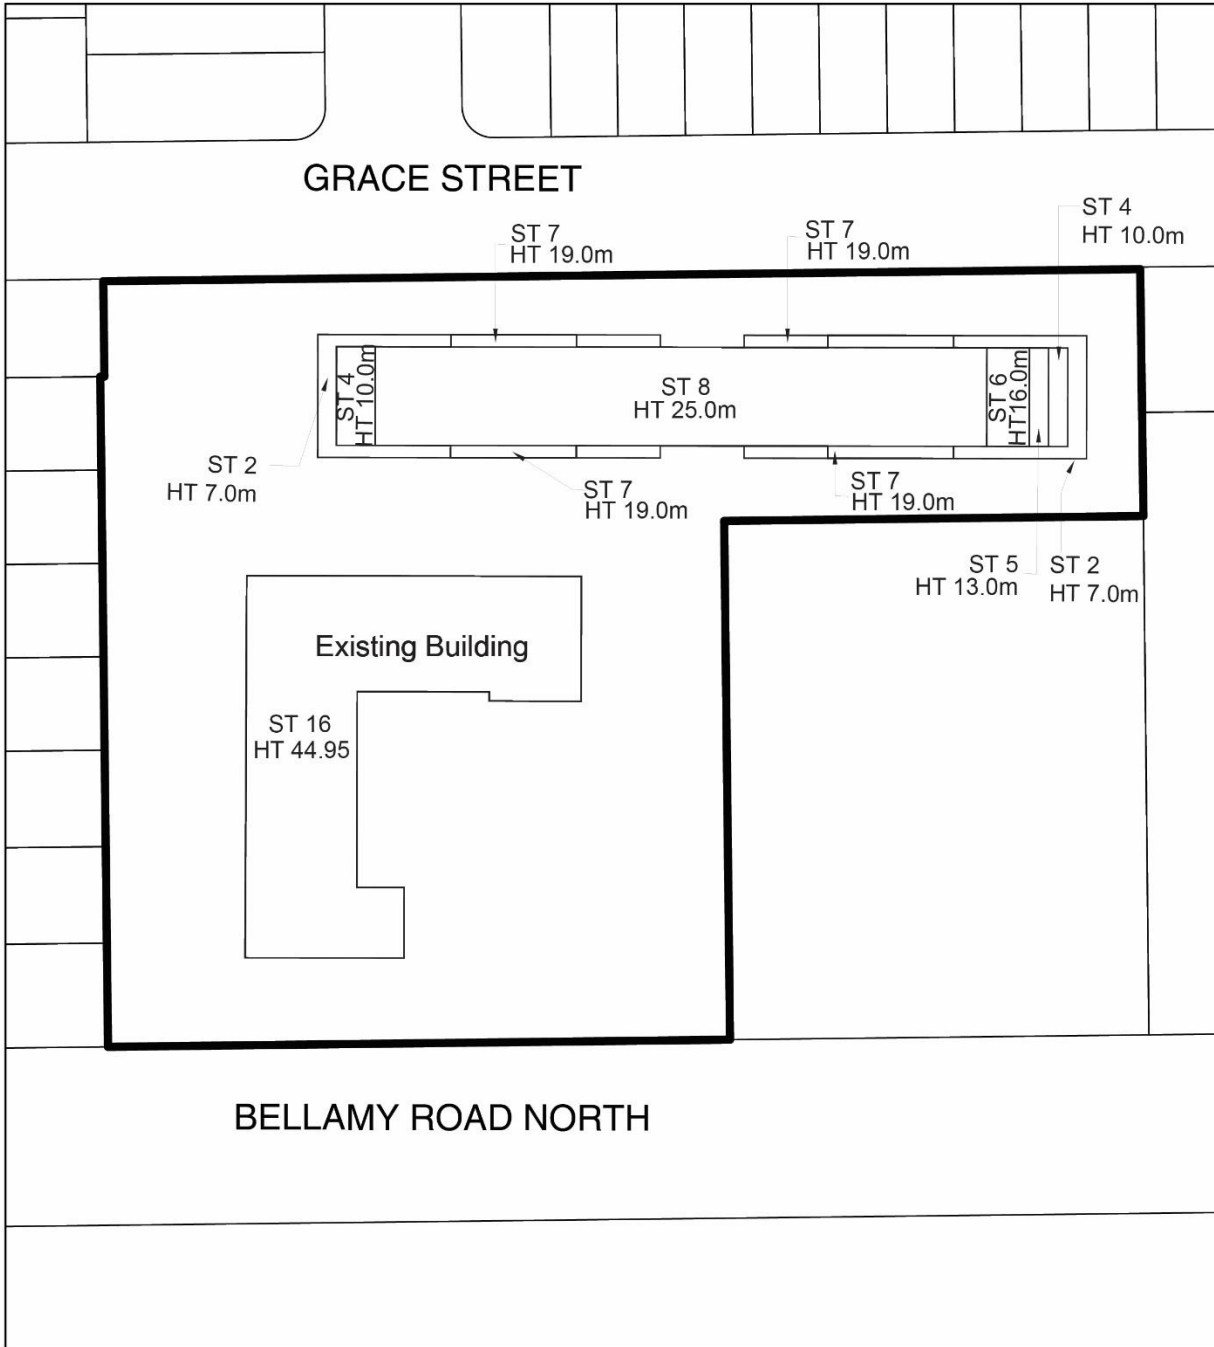 GRACE STREET
ST 4
HT 10.0m
ST 7
HT 19.0m
ST 7
HT 19.0m
ST 4
HT 10.0m
ST 8
HT 25.0m
ST 6
HT16.0m
ST 2
HT 7.0m
ST 7
HT 19.0m
ST 7
HT 19.0m
ST 5
HT 13.0m
ST 2
HT 7.0m
Existing Building
ST 16
HT 44.95
BELLAMY ROAD NORTH